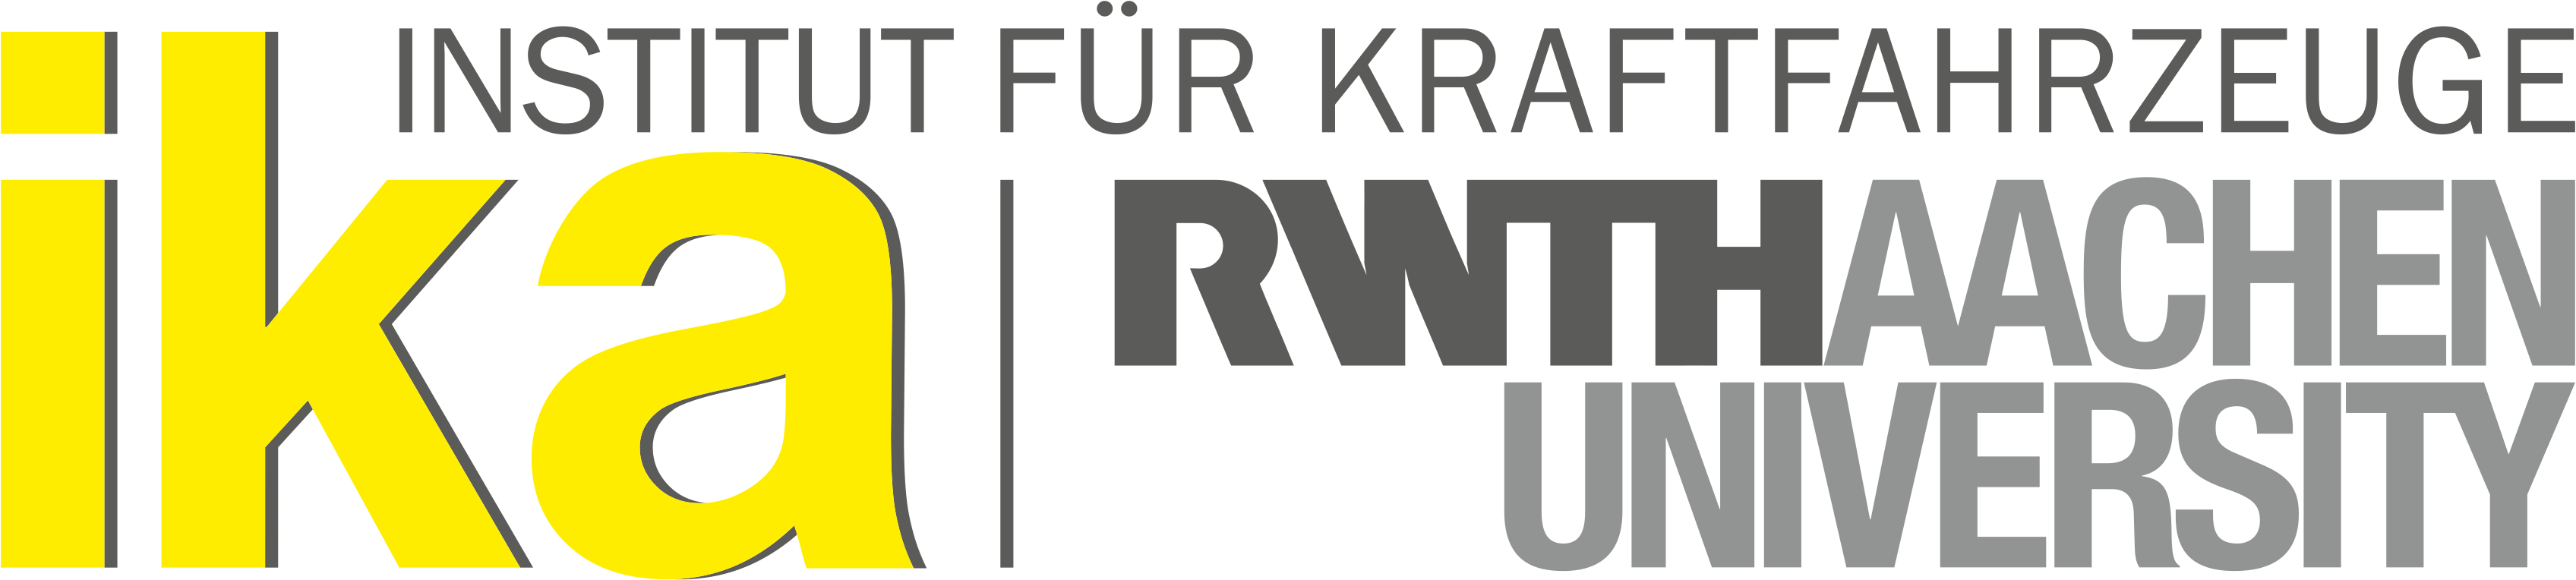 INSTITUT FÜR KRAFTFAHRZEUGE
ika
RWTHAACHEN
UNIVERSITY